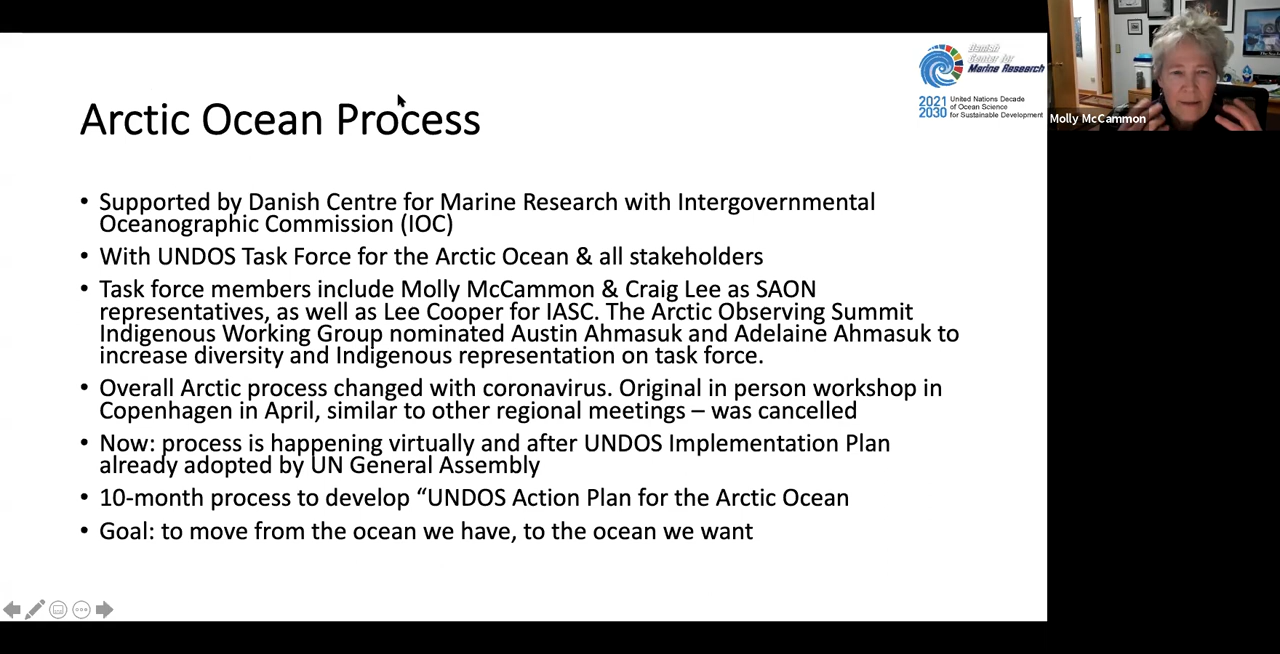 Danish
Center for
Marine Research
2021
2030
United Nations Decade
of Ocean Science
for Sustainable Development
Molly McCammon
Arctic Ocean Process
• Supported by Danish Centre for Marine Research with Intergovernmental
Oceanographic Commission (IOC)
• With UNDOS Task Force for the Arctic Ocean & all stakeholders
• Task force members include Molly McCammon & Craig Lee as SAON
representatives, as well as Lee Cooper for IASC. The Arctic Observing Summit
Indigenous Working Group nominated Austin Ahmasuk and Adelaine Ahmasuk to
increase diversity and Indigenous representation on task force.
• Overall Arctic process changed with coronavirus. Original in person workshop in
Copenhagen in April, similar to other regional meetings – was cancelled
• Now: process is happening virtually and after UNDOS Implementation Plan
already adopted by UN General Assembly
• 10-month process to develop “UNDOS Action Plan for the Arctic Ocean
• Goal: to move from the ocean we have, to the ocean we want